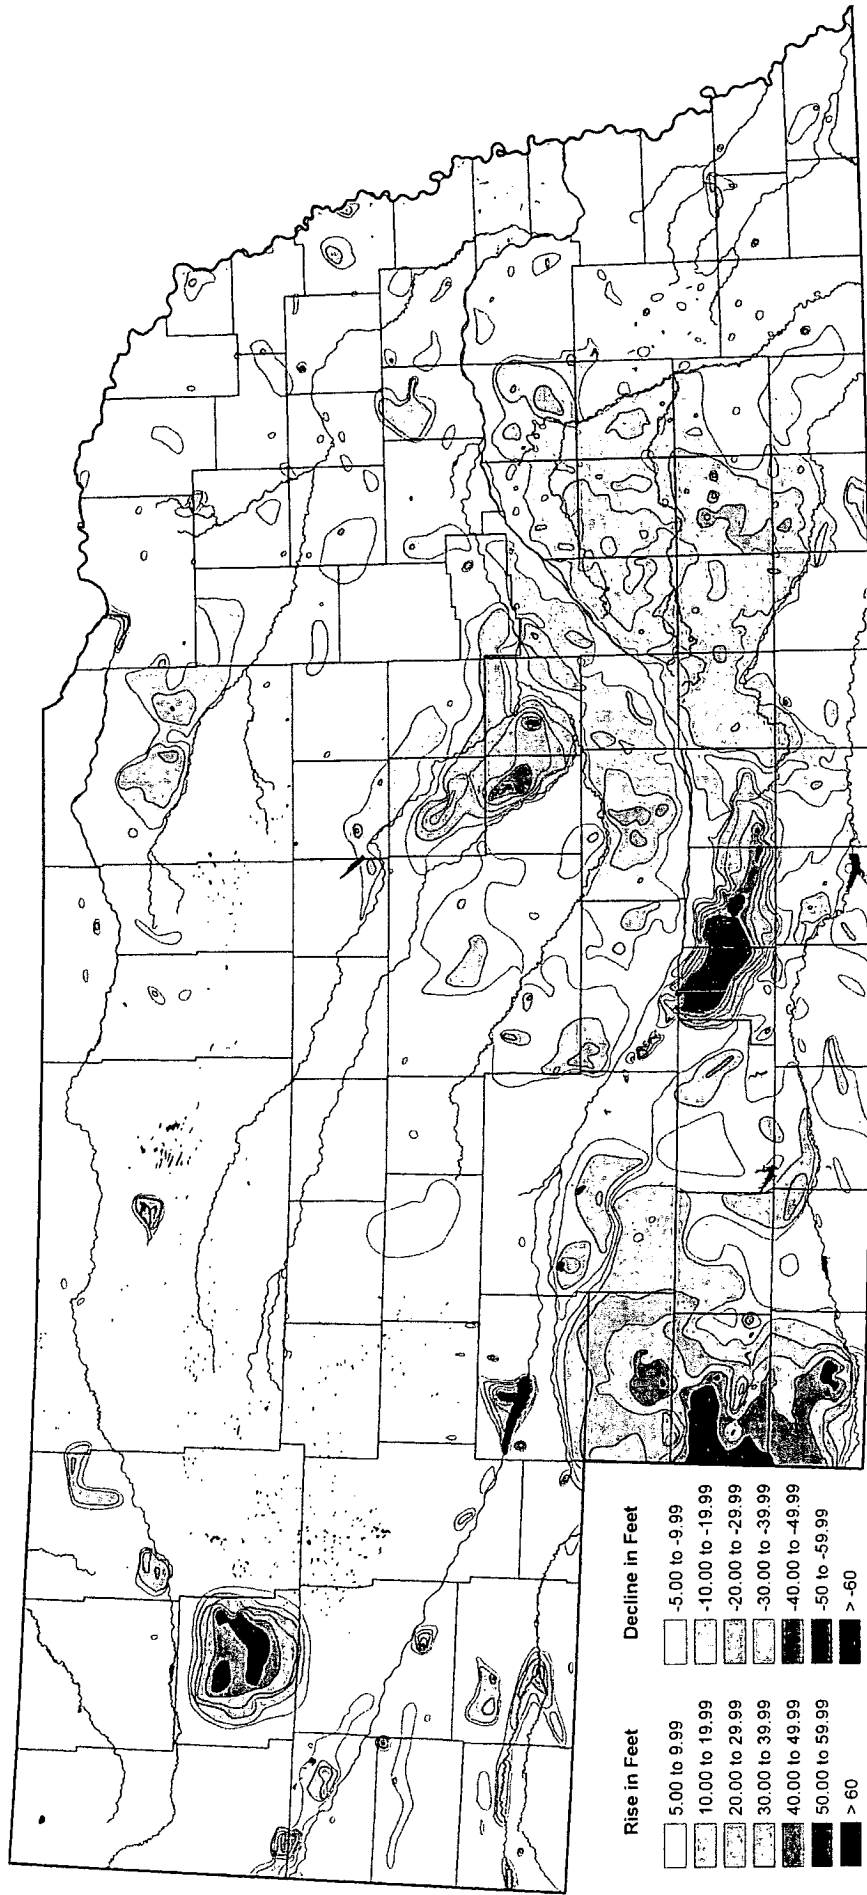 Rise in Feet
5.00 to 9.99
10.00 to 19.99
20.00 to 29.99
30.00 to 39.99
40.00 to 49.99
50.00 to 59.99
> 60
Decline in Feet
-5.00 to -9.99
-10.00 to -19.99
-20.00 to -29.99
-30.00 to -39.99
-40.00 to -49.99
-50 to -59.99
>-60